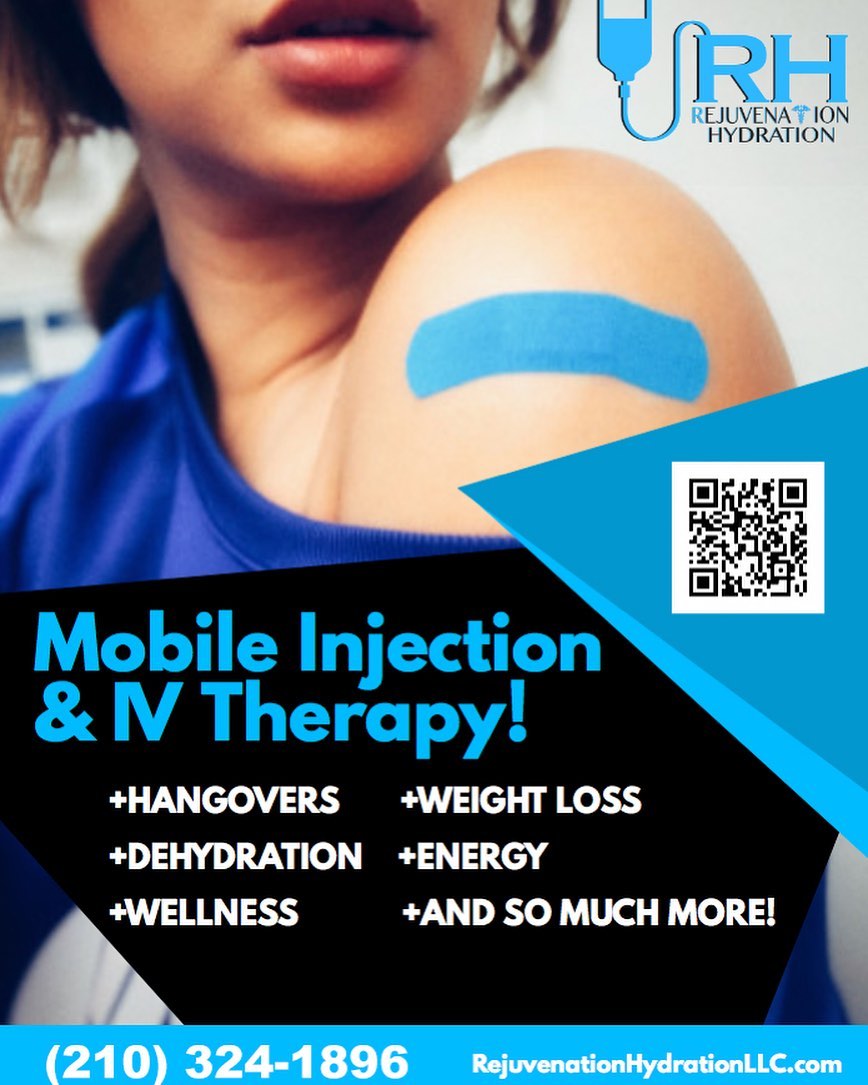 RH
REJUVENATION
HYDRATION
Mobile Injection
& IV Therapy!
+HANGOVERS +WEIGHT LOSS
+DEHYDRATION +ENERGY
+WELLNESS +AND SO MUCH MORE!
(210) 324-1896 RejuvenationHydrationLLC.com